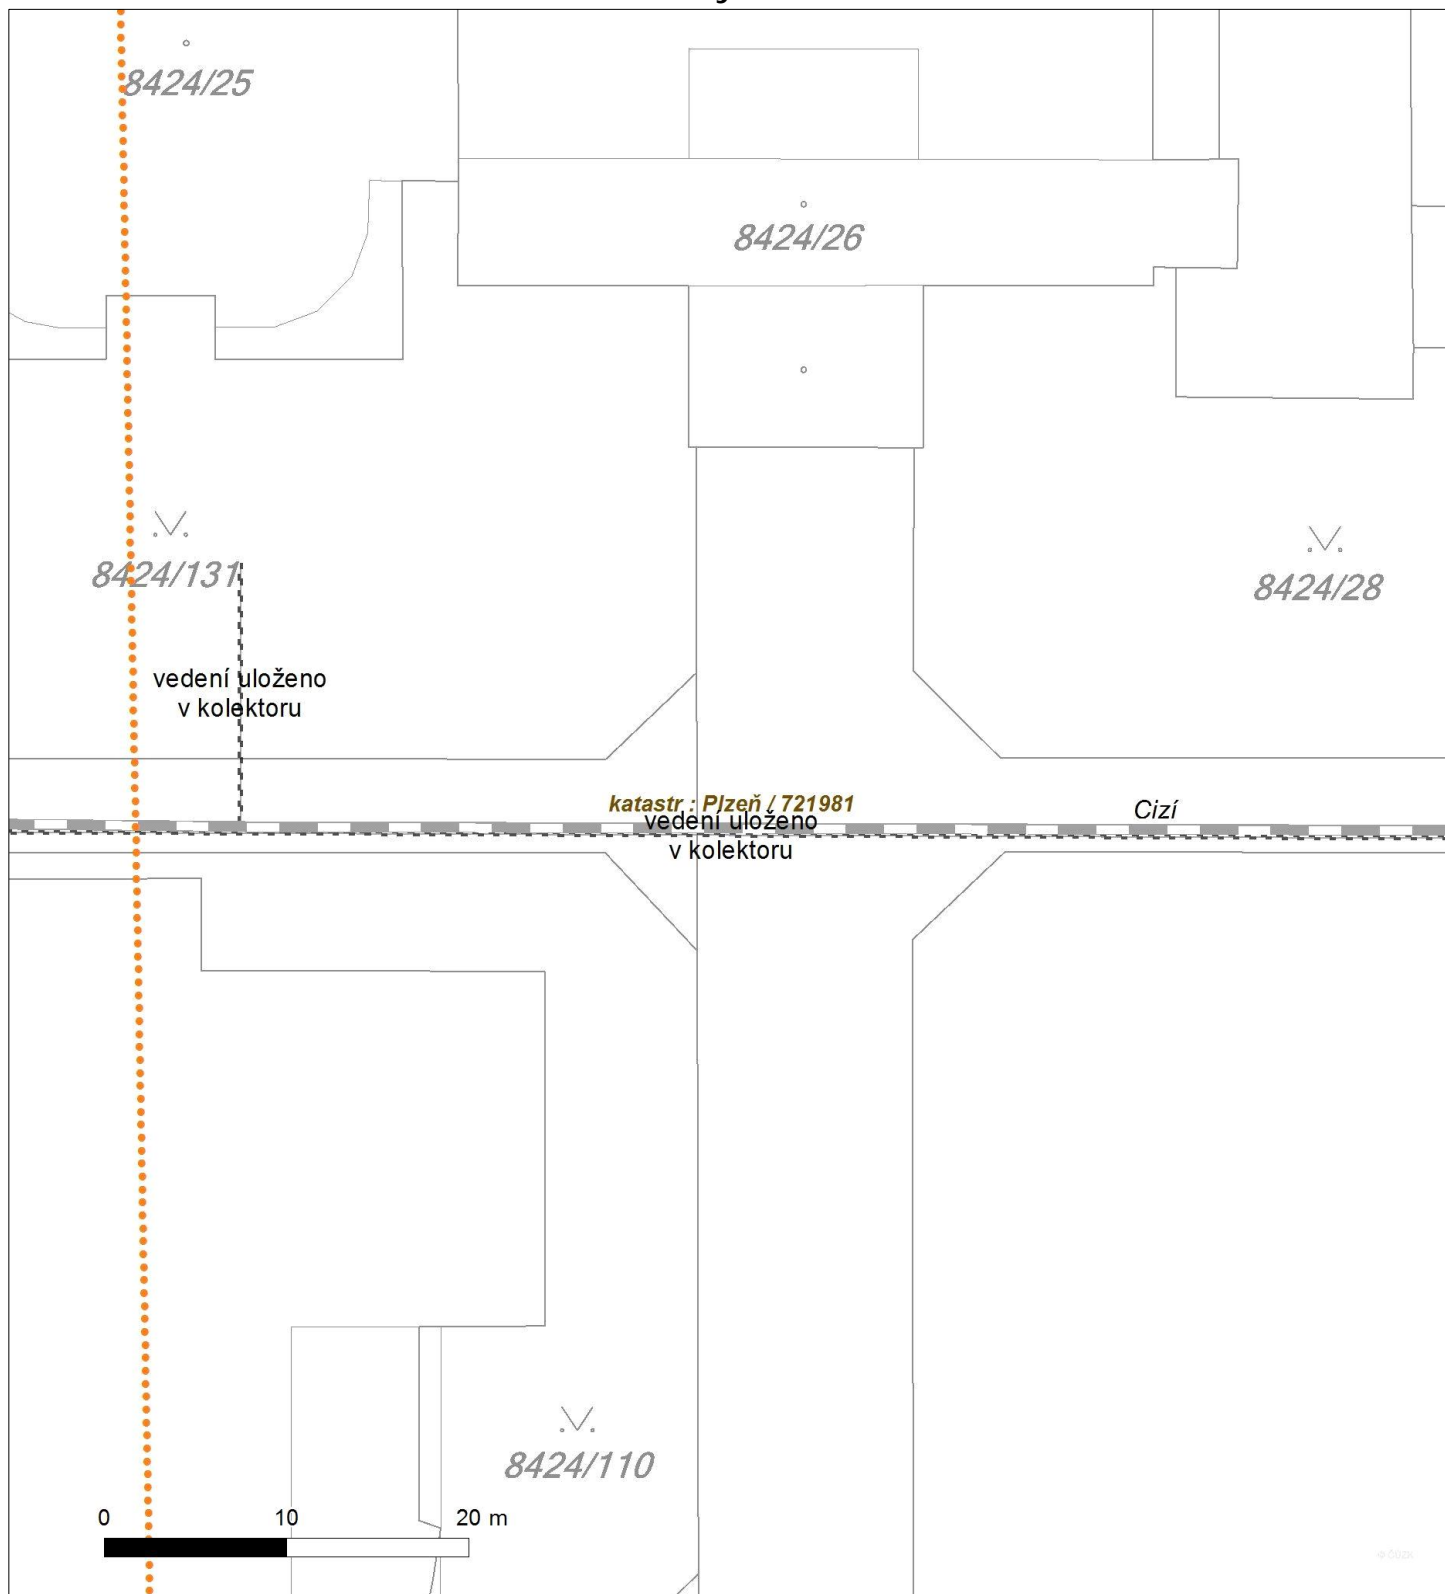 8424/25
8424/26
8424/131
8424/28
vedení uloženo
v kolektoru
katastr : Plzeň / 721981
Cizí
vedení uloženo
v kolektoru
8424/110
0 10 20 m